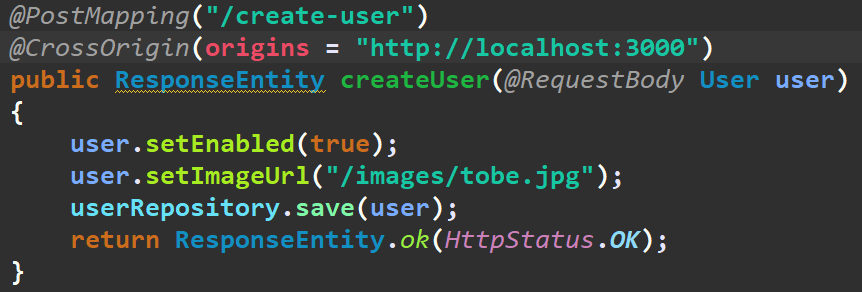 @PostMapping("/create-user")
@CrossOrigin(origins = "http://localhost:3000")
public ResponseEntity createUser(@RequestBody User user)
{
    user.setEnabled(true);
    user.setImageUrl("/images/tobe.jpg");
    userRepository.save(user);
    return ResponseEntity.ok(HttpStatus.OK);
}